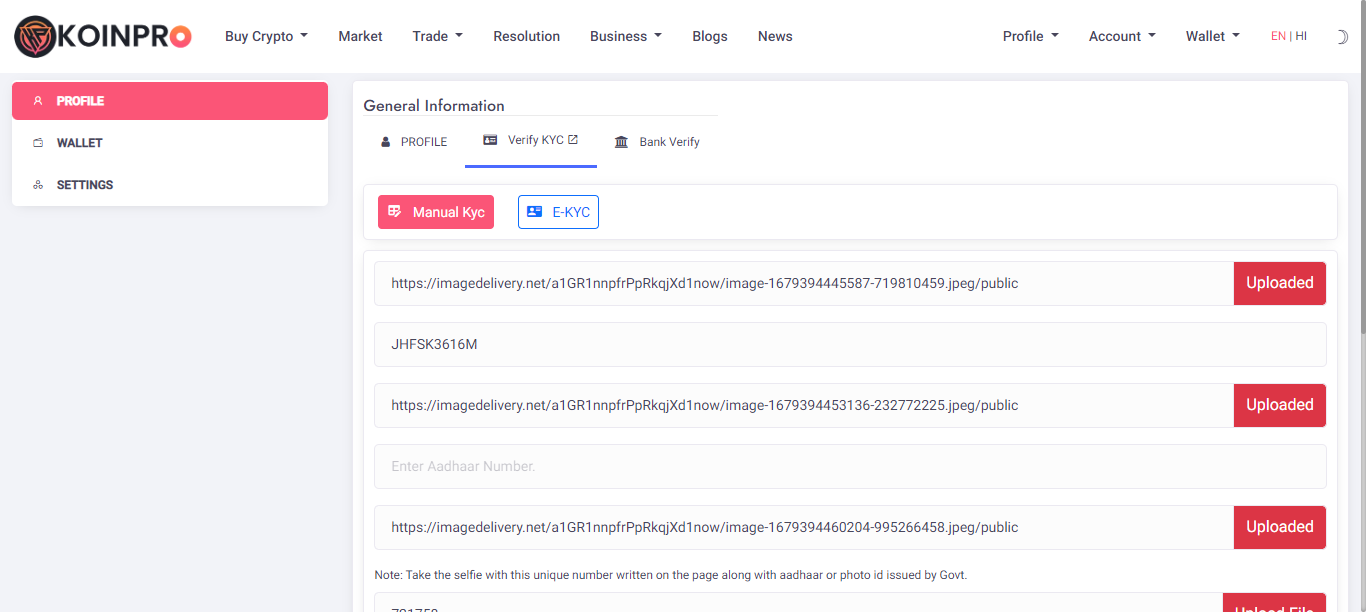 KOINPRO
Buy Crypto Market Trade Resolution Business Blogs News Profile Account Wallet EN | HI
PROFILE
WALLET
SETTINGS
General Information
PROFILE Verify KYC Bank Verify
Manual Kyc E-KYC
https://imagedelivery.net/a1GR1nnpfrPpRkqjXd1now/image-1679394445587-719810459.jpeg/public Uploaded
JHFSK3616M
https://imagedelivery.net/a1GR1nnpfrPpRkqjXd1now/image-1679394453136-232772225.jpeg/public Uploaded
Enter Aadhaar Number.
https://imagedelivery.net/a1GR1nnpfrPpRkqjXd1now/image-1679394460204-995266458.jpeg/public Uploaded
Note: Take the selfie with this unique number written on the page along with aadhaar or photo id issued by Govt.
Upload File